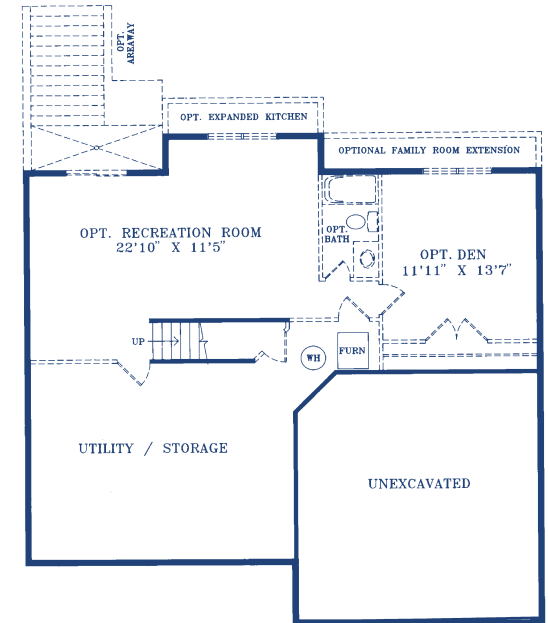 OPT.
AREAWAY
OPT. EXPANDED KITCHEN
OPTIONAL FAMILY ROOM EXTENSION
OPT. RECREATION ROOM
22'10" X 11'5"
OPT.
BATH
OPT. DEN
11'11" X 13'7"
UP
WH
FURN
UTILITY / STORAGE
UNEXCAVATED